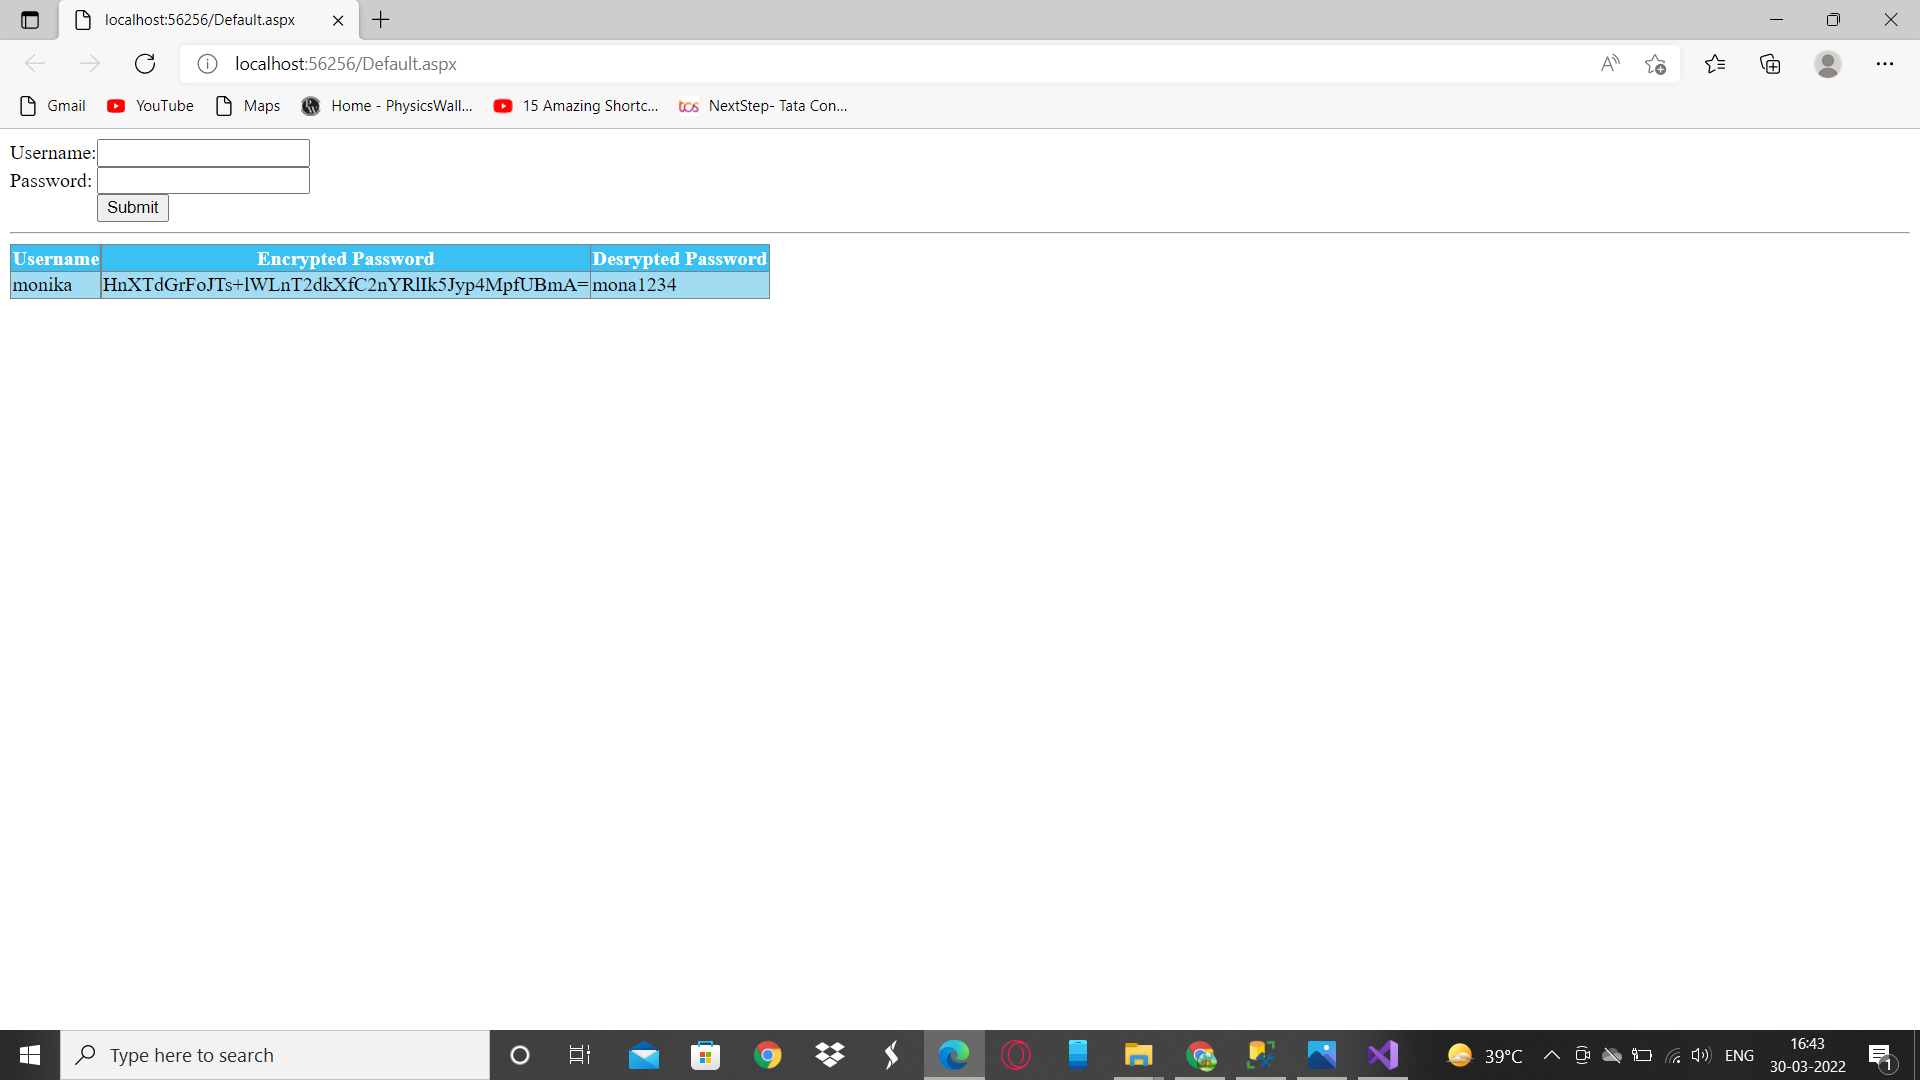 localhost:56256/Default.aspx
localhost:56256/Default.aspx
Gmail YouTube Maps Home - PhysicsWall... 15 Amazing Shortc... tcs NextStep- Tata Con...
Username:
Password:
Submit
Username Encrypted Password Desrypted Password
monika HnXTdGrFoJTs+lWLnT2dkXfC2nYRlIk5Jyp4MpfUBmA= mona1234
Type here to search 39°C ENG 16:43
30-03-2022 1